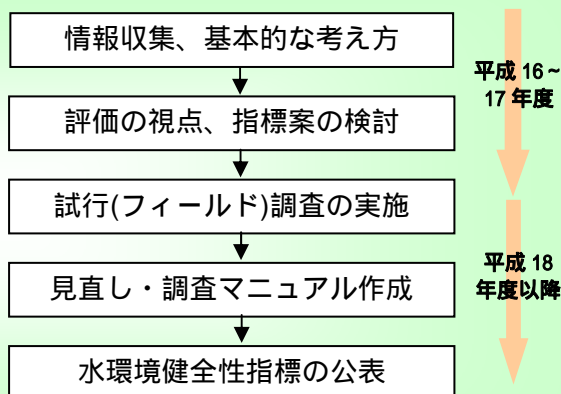 情報収集、基本的な考え方
評価の視点、指標案の検討
試行(フィールド)調査の実施
見直し・調査マニュアル作成
水環境健全性指標の公表
平成 16~
17 年度
平成 18
年度以降